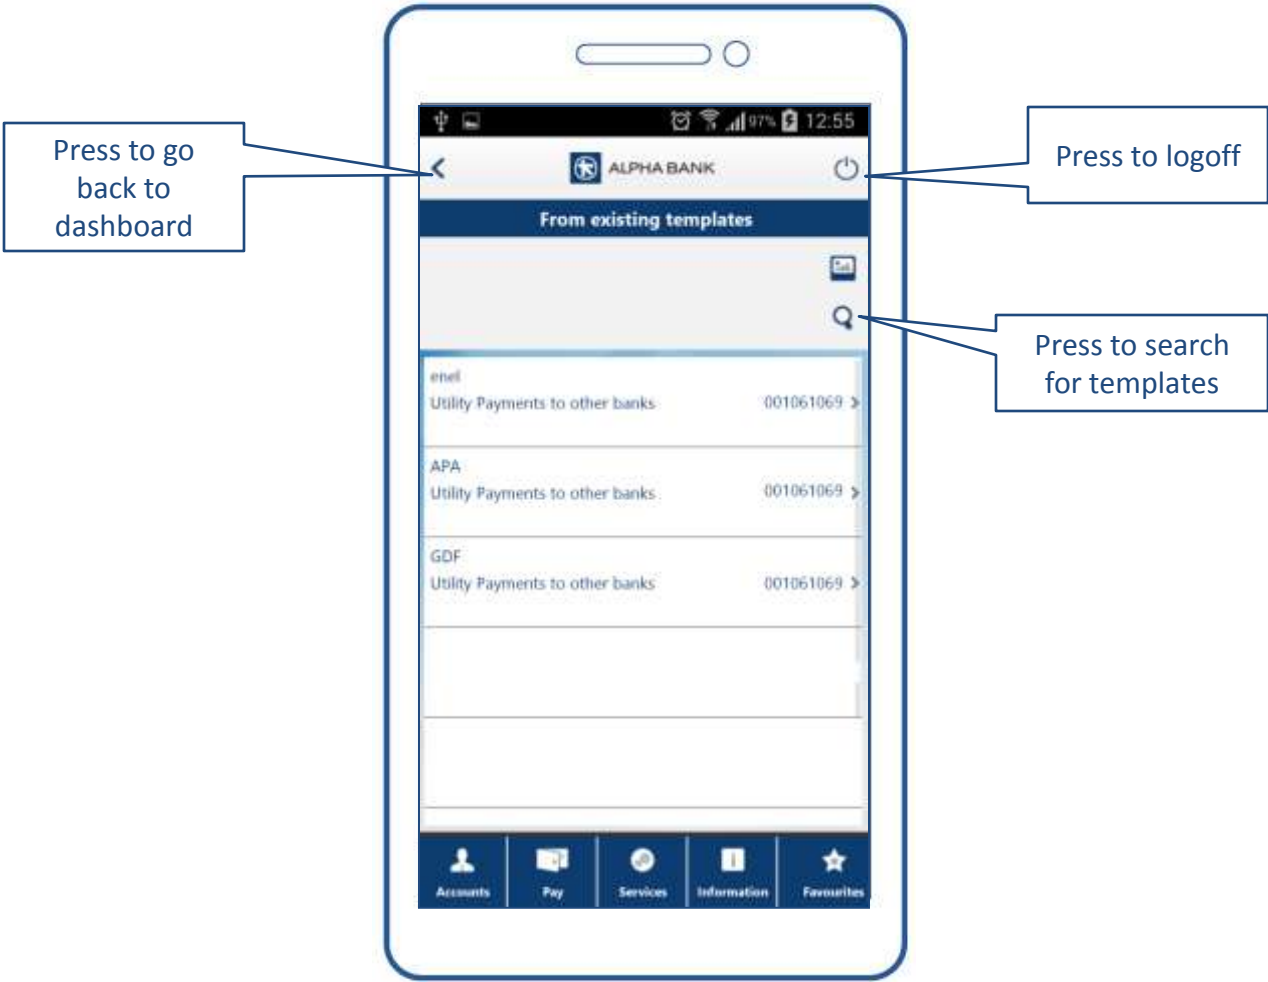 97% 12:55
Press to go
back to
dashboard
ALPHA BANK
Press to logoff
From existing templates
Press to search
for templates
enel
Utility Payments to other banks 001061069
APA
Utility Payments to other banks 001061069
GDF
Utility Payments to other banks 001061069
Accounts Pay Services Information Favourites